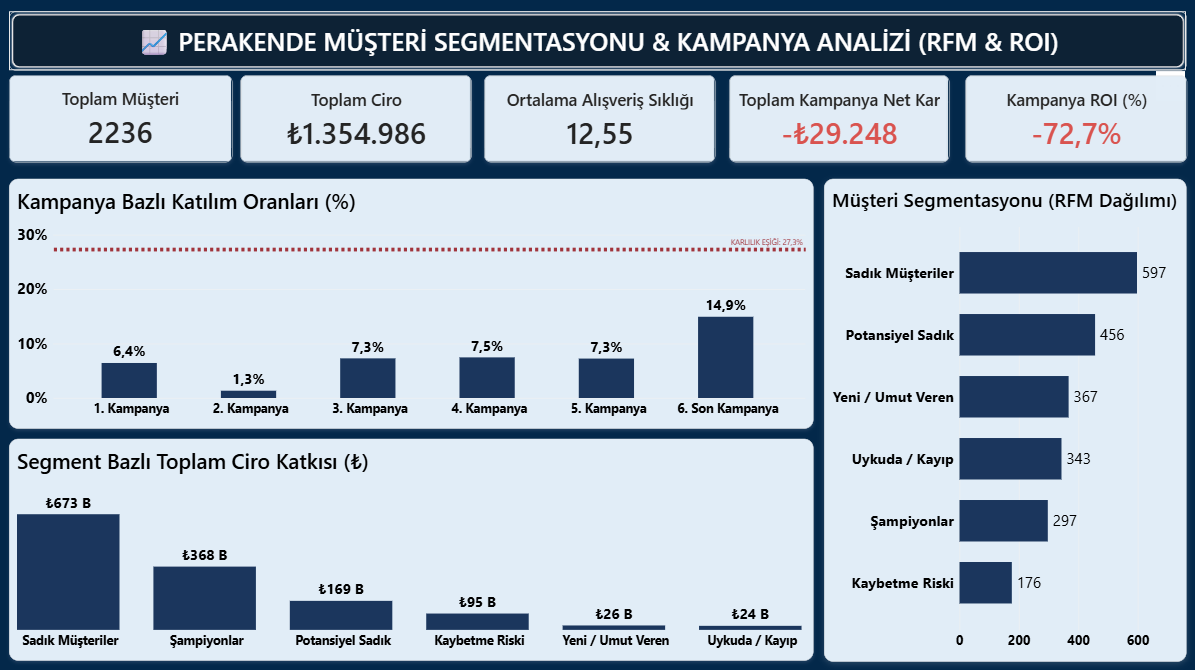 PERAKENDE MÜŞTERİ SEGMENTASYONU & KAMPANYA ANALİZİ (RFM & ROI)
Toplam Müşteri
2236
Toplam Ciro
₺1.354.986
Ortalama Alışveriş Sıklığı
12,55
Toplam Kampanya Net Kar
-₺29.248
Kampanya ROI (%)
-72,7%
Kampanya Bazlı Katılım Oranları (%)
30%
20%
10%
0%
KARLILIK EŞİĞİ: 27,3%
6,4%
1,3%
7,3%
7,5%
7,3%
14,9%
1. Kampanya
2. Kampanya
3. Kampanya
4. Kampanya
5. Kampanya
6. Son Kampanya
Segment Bazlı Toplam Ciro Katkısı (₺)
₺673 B
₺368 B
₺169 B
₺95 B
₺26 B
₺24 B
Sadık Müşteriler
Şampiyonlar
Potansiyel Sadık
Kaybetme Riski
Yeni / Umut Veren
Uykuda / Kayıp
Müşteri Segmentasyonu (RFM Dağılımı)
Sadık Müşteriler 597
Potansiyel Sadık 456
Yeni / Umut Veren 367
Uykuda / Kayıp 343
Şampiyonlar 297
Kaybetme Riski 176
0 200 400 600